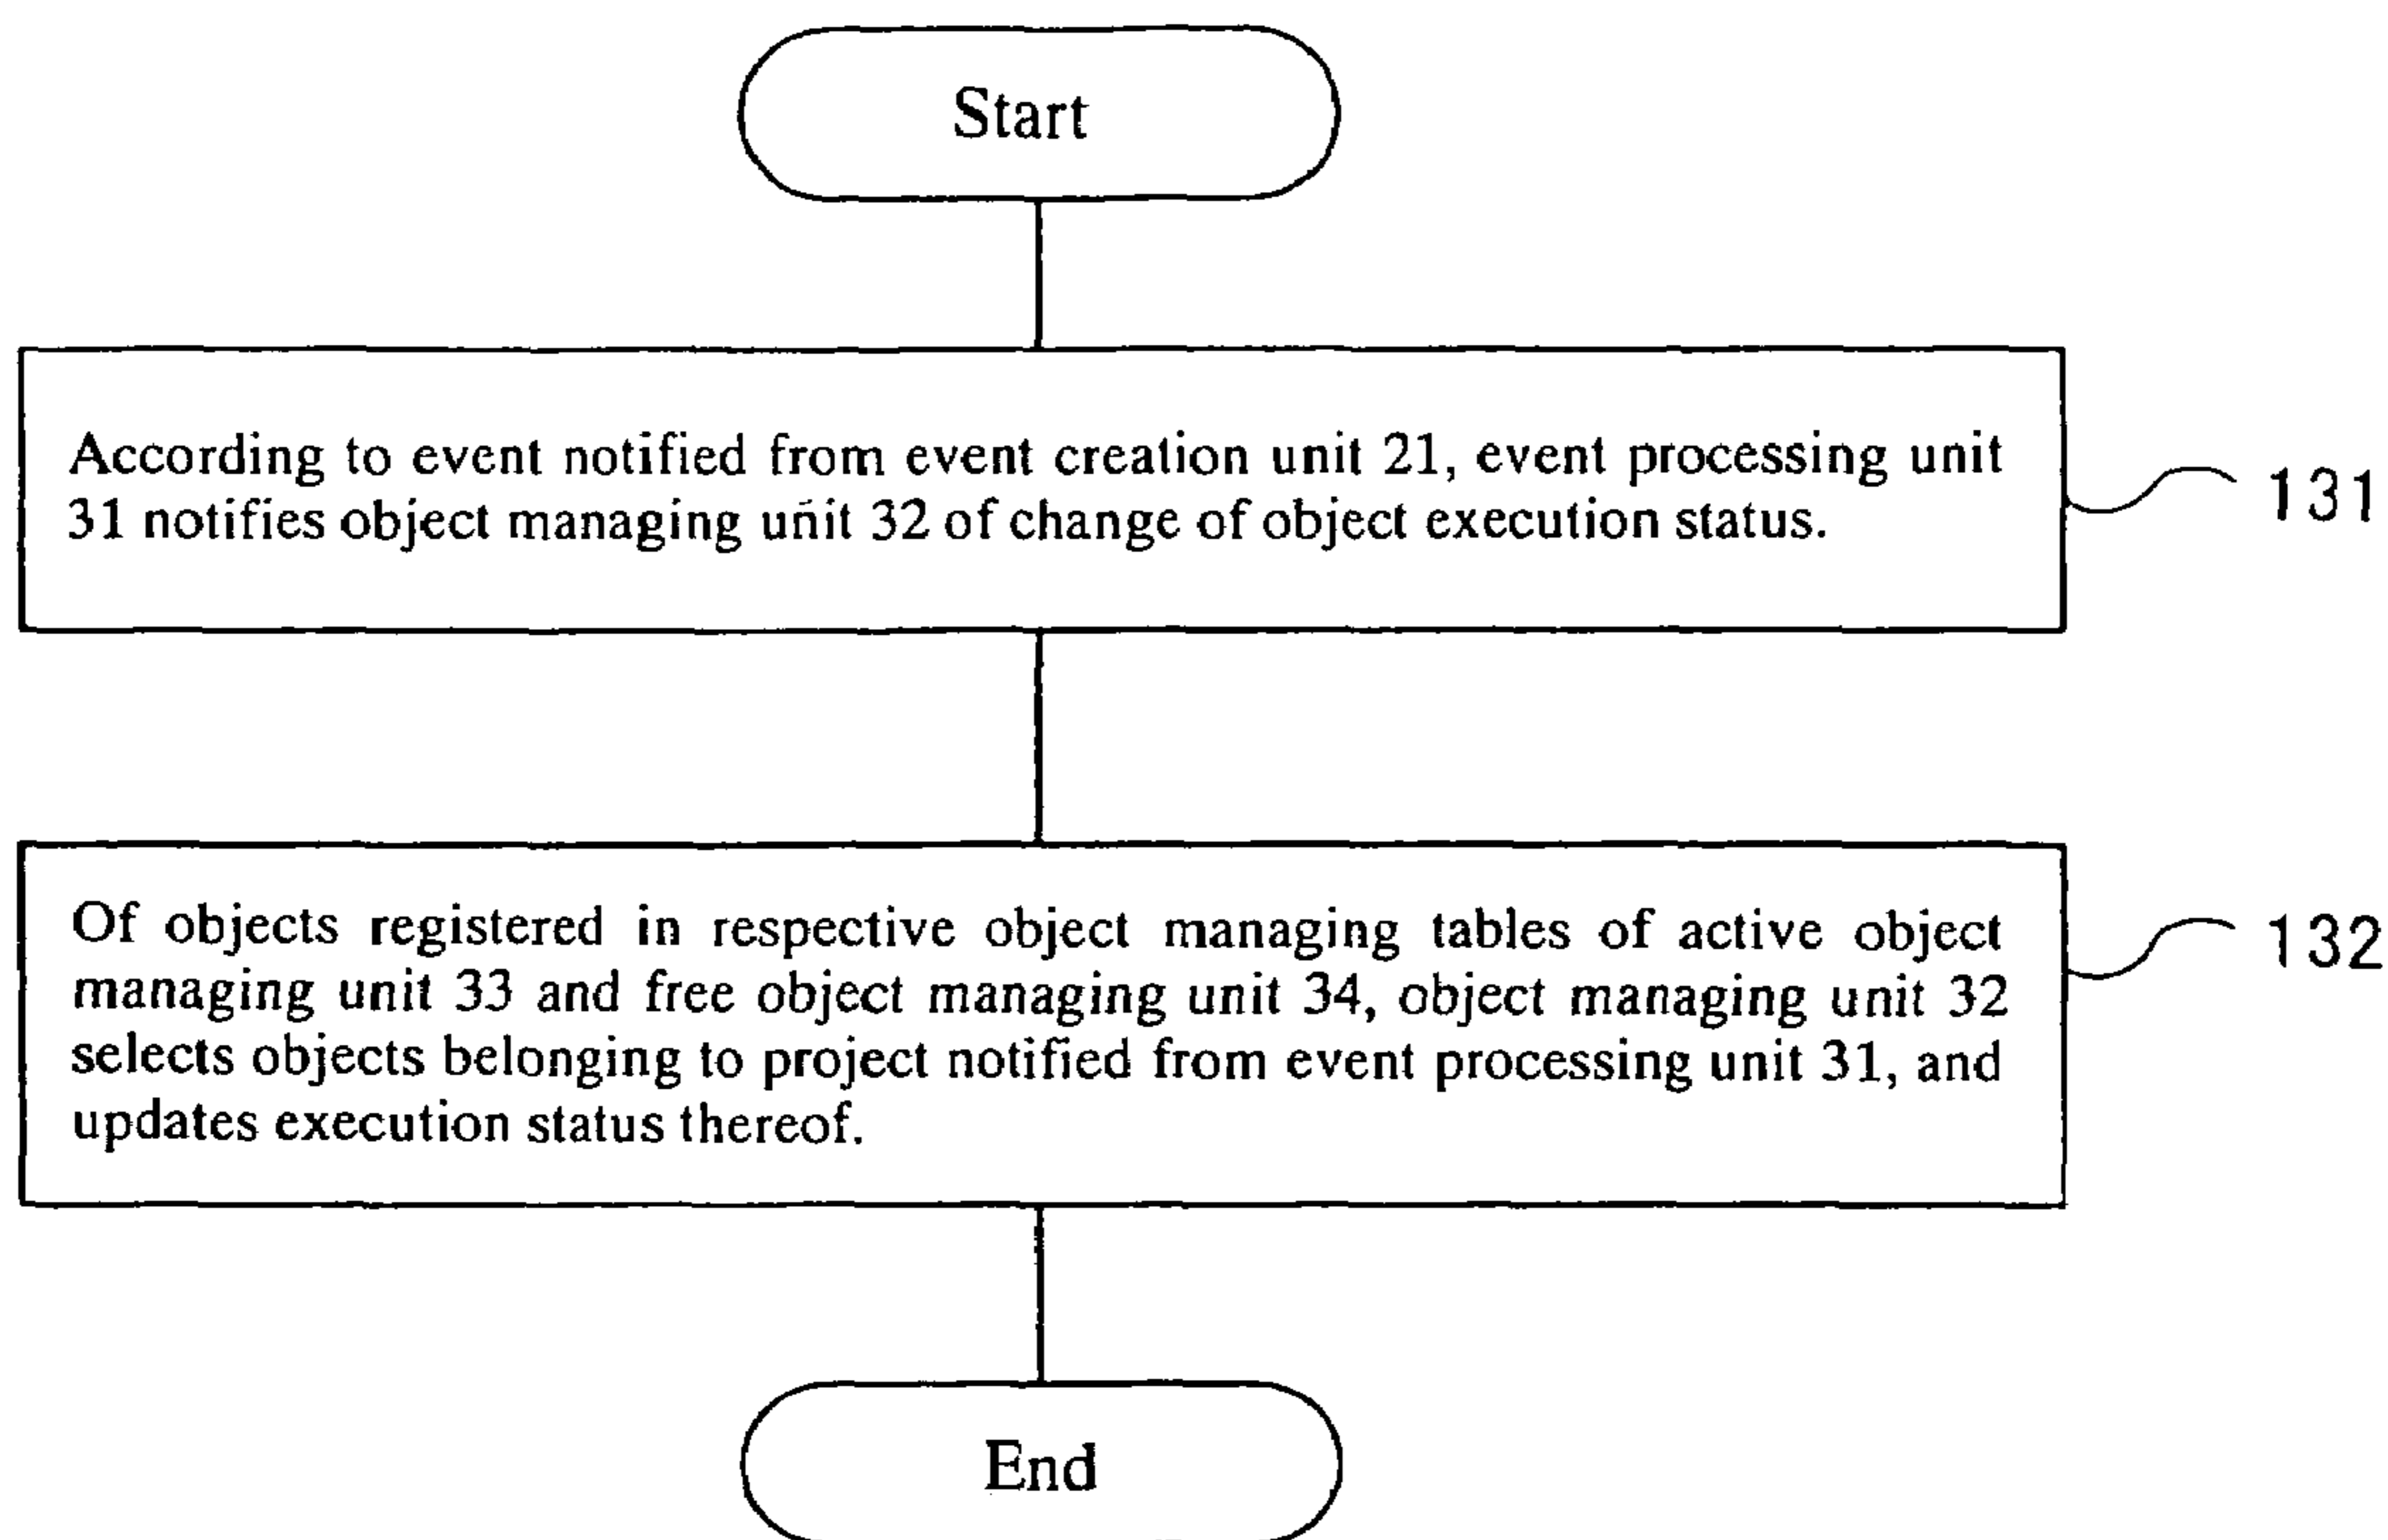 Start
According to event notified from event creation unit 21, event processing unit
31 notifies object managing unit 32 of change of object execution status.
131
Of objects registered in respective object managing tables of active object
managing unit 33 and free object managing unit 34, object managing unit 32
selects objects belonging to project notified from event processing unit 31, and
updates execution status thereof.
132
End